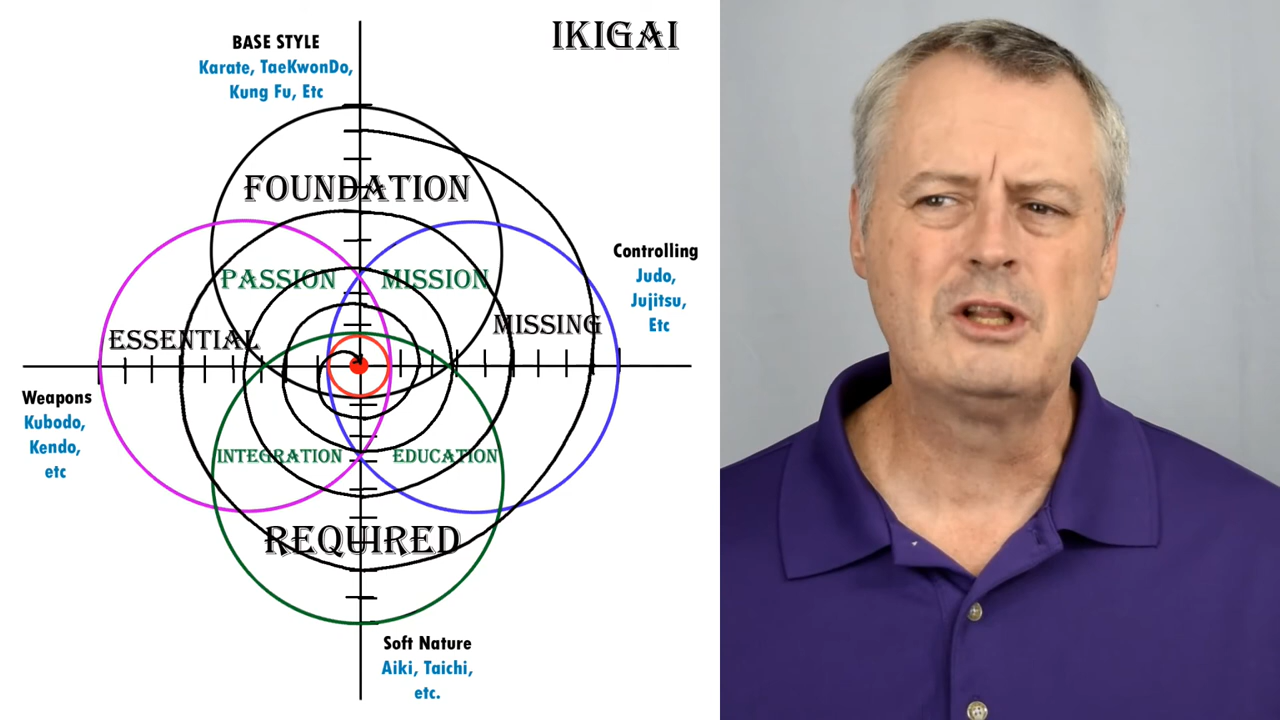 IKIGAI
BASE STYLE
Karate, TaeKwonDo,
Kung Fu, Etc
FOUNDATION
PASSION
MISSION
Controlling
Judo,
Jujitsu,
Etc
ESSENTIAL
MISSING
Weapons
Kubodo,
Kendo,
etc
INTEGRATION
EDUCATION
REQUIRED
Soft Nature
Aiki, Taichi,
etc.